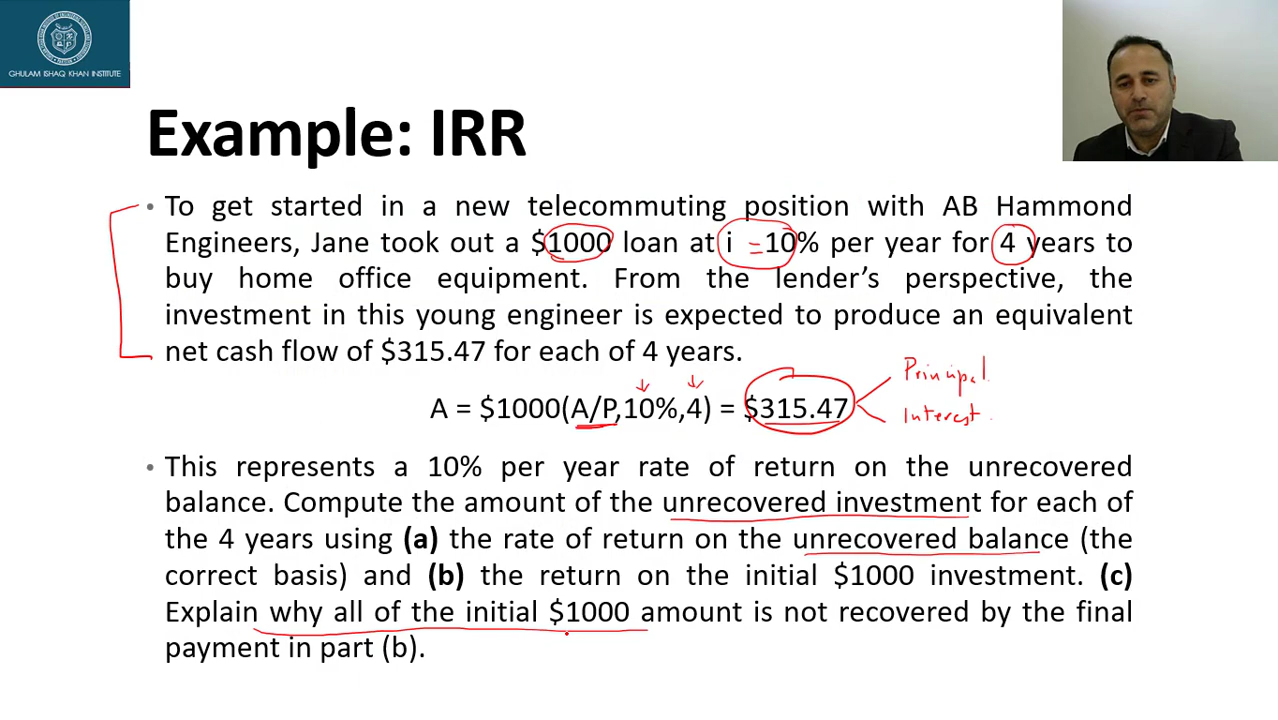 GHULAM ISHAQ KHAN INSTITUTE
Example: IRR
• To get started in a new telecommuting position with AB Hammond
Engineers, Jane took out a $1000 loan at i = 10% per year for 4 years to
buy home office equipment. From the lender’s perspective, the
investment in this young engineer is expected to produce an equivalent
net cash flow of $315.47 for each of 4 years.
Principal
A = $1000(A/P,10%,4) = $315.47
Interest
• This represents a 10% per year rate of return on the unrecovered
balance. Compute the amount of the unrecovered investment for each of
the 4 years using (a) the rate of return on the unrecovered balance (the
correct basis) and (b) the return on the initial $1000 investment. (c)
Explain why all of the initial $1000 amount is not recovered by the final
payment in part (b).